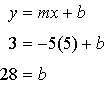 y = mx + b
3 = −5(5) + b
28 = b